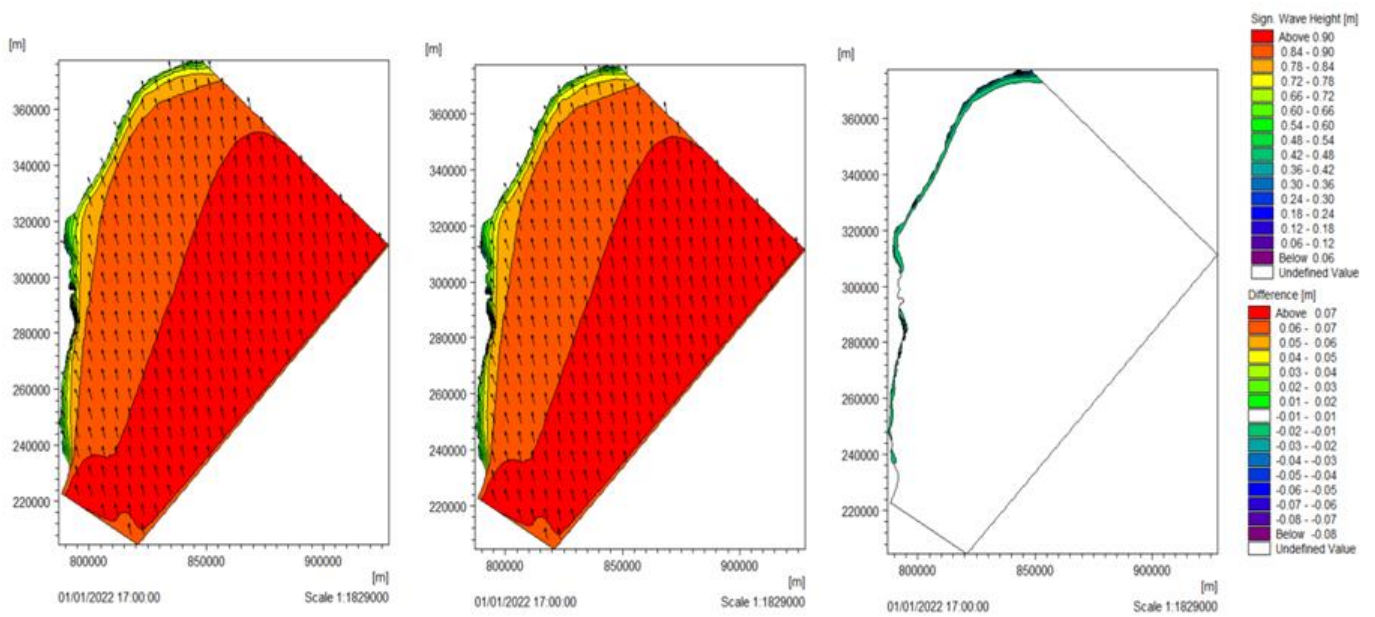 [m]
360000
340000
320000
300000
280000
260000
240000
220000
800000 850000 900000
[m]
01/01/2022 17:00:00 Scale 1:1829000
[m]
360000
340000
320000
300000
280000
260000
240000
220000
800000 850000 900000
[m]
01/01/2022 17:00:00 Scale 1:1829000
[m]
360000
340000
320000
300000
280000
260000
240000
220000
800000 850000 900000
[m]
01/01/2022 17:00:00 Scale 1:1829000
Sign. Wave Height [m]
Above 0.90
0.84 - 0.90
0.78 - 0.84
0.72 - 0.78
0.66 - 0.72
0.60 - 0.66
0.54 - 0.60
0.48 - 0.54
0.42 - 0.48
0.36 - 0.42
0.30 - 0.36
0.24 - 0.30
0.18 - 0.24
0.12 - 0.18
0.06 - 0.12
Below 0.06
Undefined Value
Difference [m]
Above 0.07
0.06 - 0.07
0.05 - 0.06
0.04 - 0.05
0.03 - 0.04
0.02 - 0.03
0.01 - 0.02
-0.01 - 0.01
-0.02 - -0.01
-0.03 - -0.02
-0.04 - -0.03
-0.05 - -0.04
-0.06 - -0.05
-0.07 - -0.06
-0.08 - -0.07
Below -0.08
Undefined Value